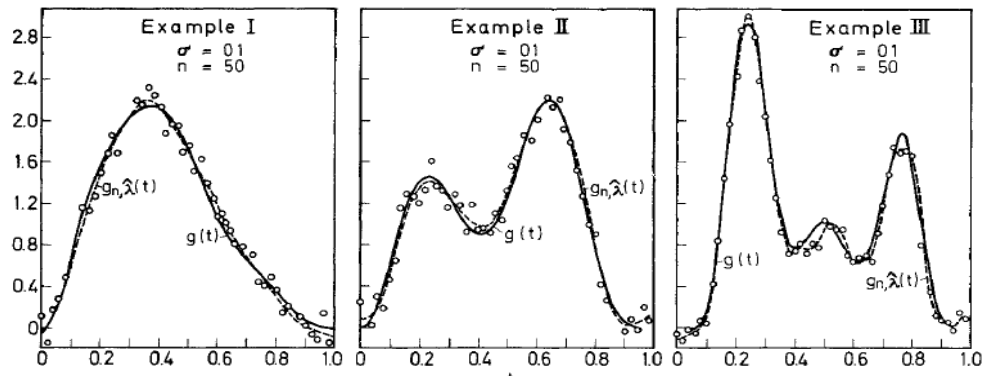 Example I
σ = 01
n = 50
Example II
σ = 01
n = 50
Example III
σ = 01
n = 50
2.8
2.4
2.0
1.6
1.2
0.8
0.4
0
g_{n,λ̂}(t)
g(t)
g(t)
g_{n,λ̂}(t)
g(t)
g_{n,λ̂}(t)
0 0.2 0.4 0.6 0.8 1.0
0 0.2 0.4 0.6 0.8 1.0
0 0.2 0.4 0.6 0.8 1.0